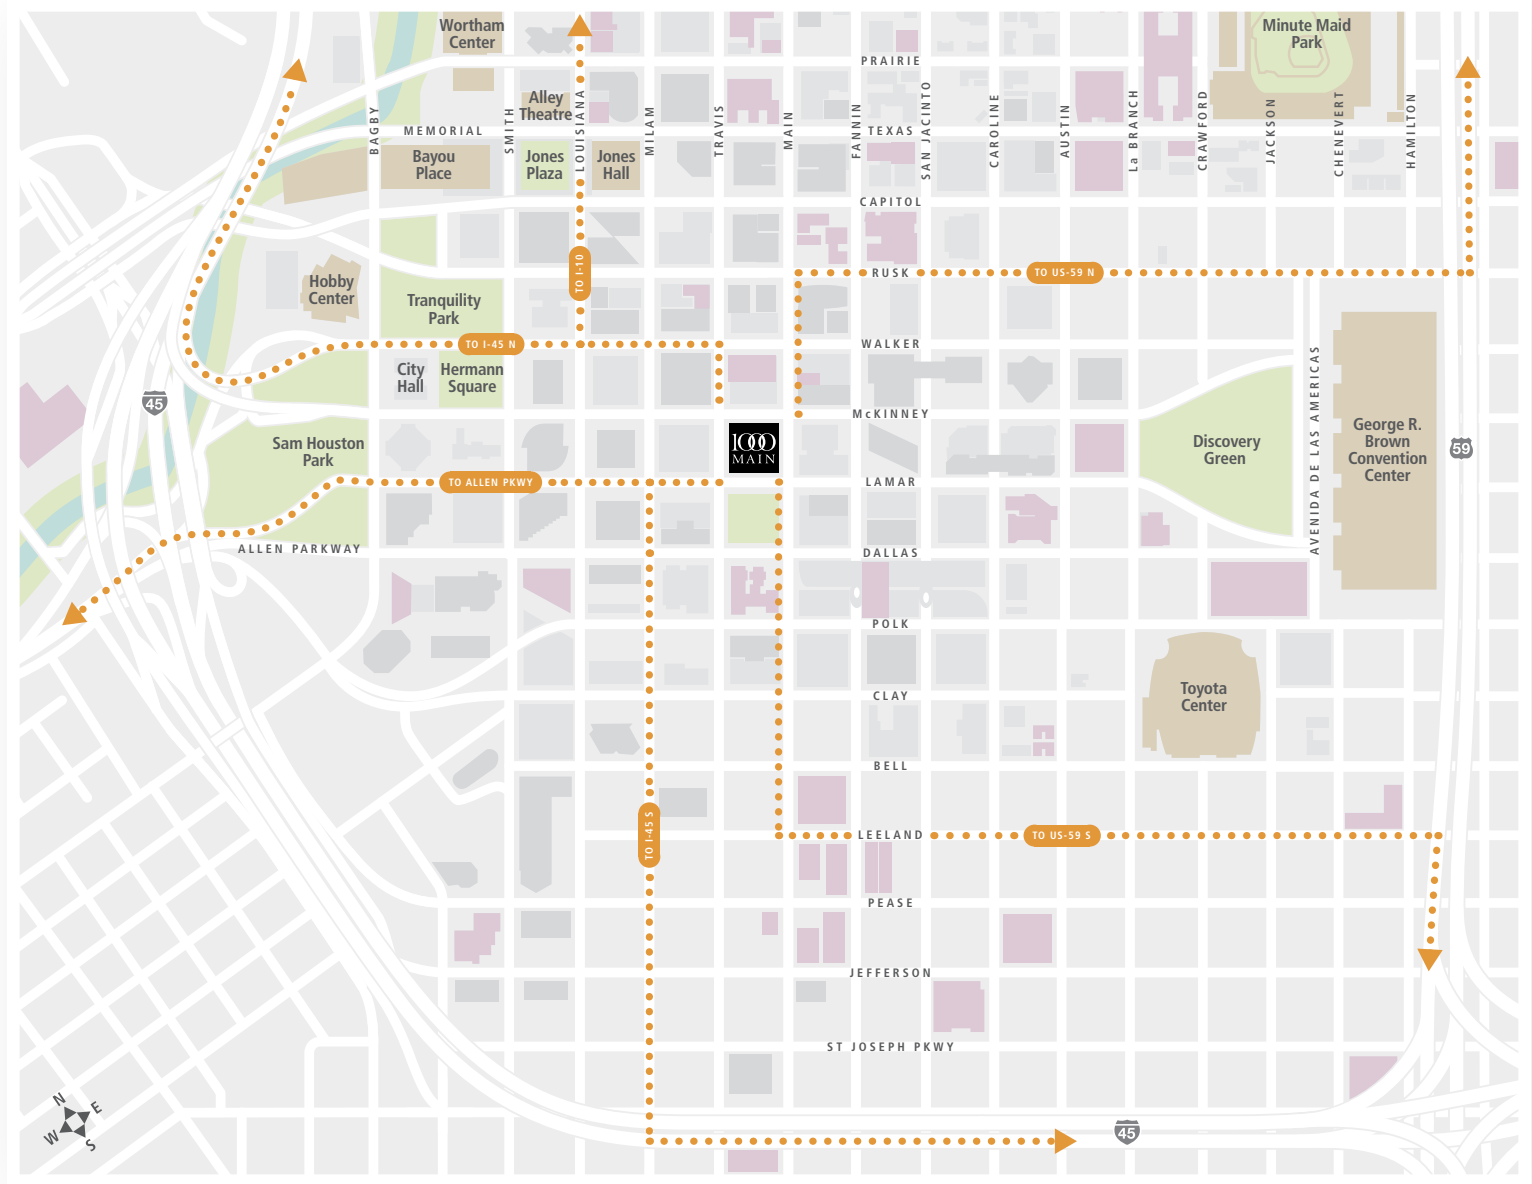 Wortham
Center
Minute Maid
Park
PRAIRIE
Alley
Theatre
BAGBY
SMITH
LOUISIANA
MILAM
TRAVIS
MAIN
FANNIN
SAN JACINTO
CAROLINE
AUSTIN
La BRANCH
CRAWFORD
JACKSON
CHENEVERT
HAMILTON
MEMORIAL
TEXAS
Bayou
Place
Jones
Plaza
Jones
Hall
CAPITOL
TO I-10
RUSK
TO US-59 N
Hobby
Center
Tranquility
Park
TO I-45 N
WALKER
City
Hall
Hermann
Square
45
McKINNEY
AVENIDA DE LAS AMERICAS
Sam Houston
Park
1000
MAIN
Discovery
Green
George R.
Brown
Convention
Center
59
TO ALLEN PKWY
LAMAR
ALLEN PARKWAY
DALLAS
POLK
CLAY
Toyota
Center
BELL
TO I-45 S
LEELAND
TO US-59 S
PEASE
JEFFERSON
ST JOSEPH PKWY
N
E
W
S
45